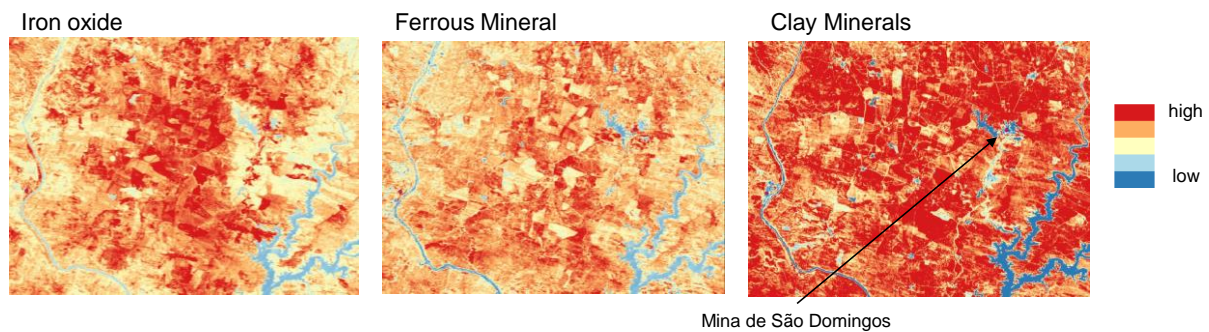 Iron oxide
Ferrous Mineral
Clay Minerals
high
low
Mina de São Domingos